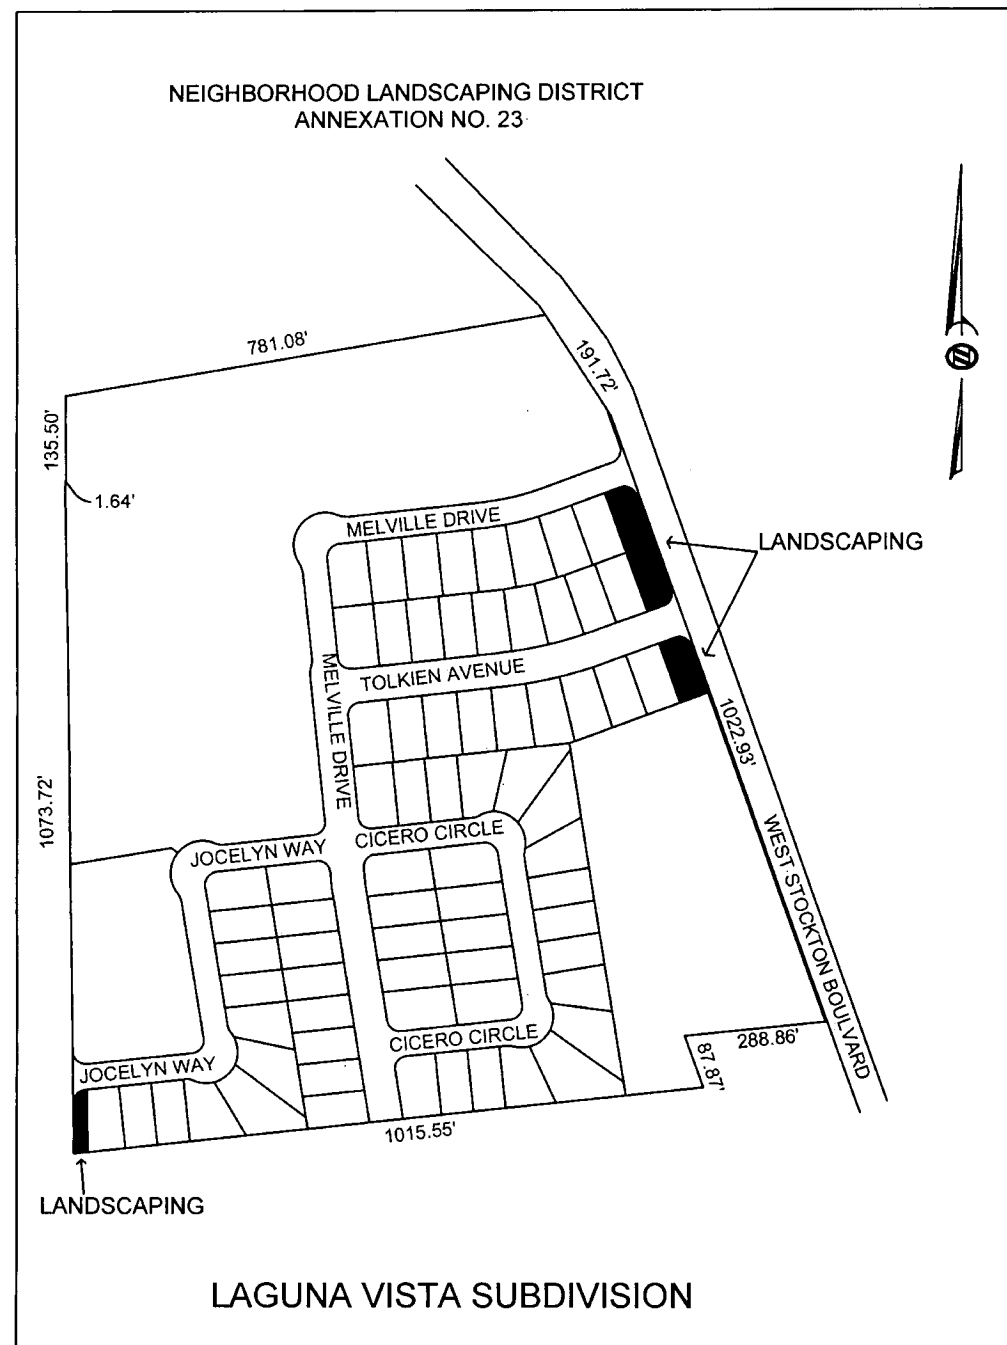 NEIGHBORHOOD LANDSCAPING DISTRICT
ANNEXATION NO. 23
781.08'
191.72'
135.50'
1.64'
MELVILLE DRIVE
LANDSCAPING
TOLKIEN AVENUE
MELVILLE DRIVE
1022.93'
1073.72'
CICERO CIRCLE
JOCELYN WAY
WEST STOCKTON BOULVARD
CICERO CIRCLE
288.86'
87.87'
JOCELYN WAY
1015.55'
LANDSCAPING
LAGUNA VISTA SUBDIVISION
N